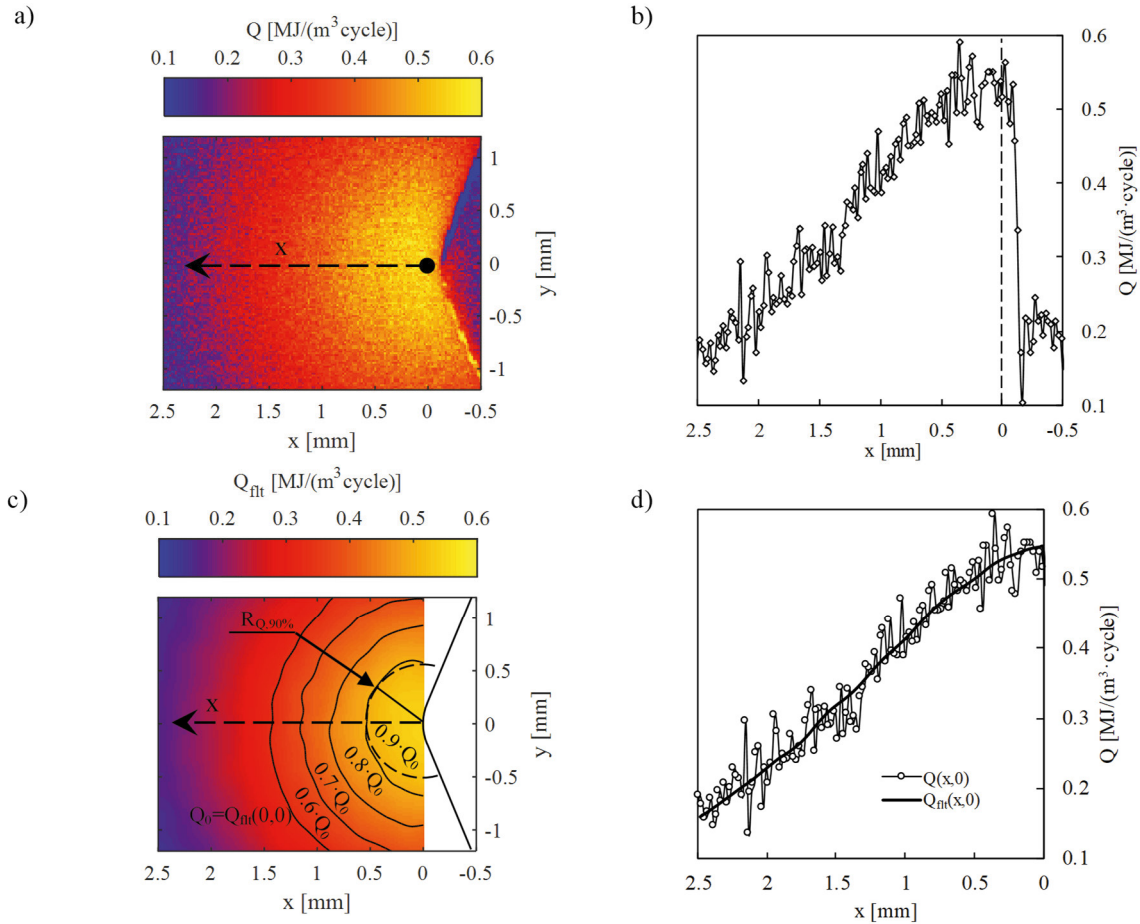 a)
Q [MJ/(m³cycle)]
0.1 0.2 0.3 0.4 0.5 0.6
x
1
0.5
0
-0.5
-1
y [mm]
2.5 2 1.5 1 0.5 0 -0.5
x [mm]
b)
0.6
0.5
0.4
0.3
0.2
0.1
Q [MJ/(m³·cycle)]
2.5 2 1.5 1 0.5 0 -0.5
x [mm]
c)
Q_flt [MJ/(m³cycle)]
0.1 0.2 0.3 0.4 0.5 0.6
R_Q,90%
x
0.9·Q₀
0.8·Q₀
0.7·Q₀
0.6·Q₀
Q₀=Q_flt(0,0)
1
0.5
0
-0.5
-1
y [mm]
2.5 2 1.5 1 0.5 0 -0.5
x [mm]
d)
0.6
0.5
0.4
0.3
0.2
0.1
Q [MJ/(m³·cycle)]
Q(x,0)
Q_flt(x,0)
2.5 2 1.5 1 0.5 0
x [mm]